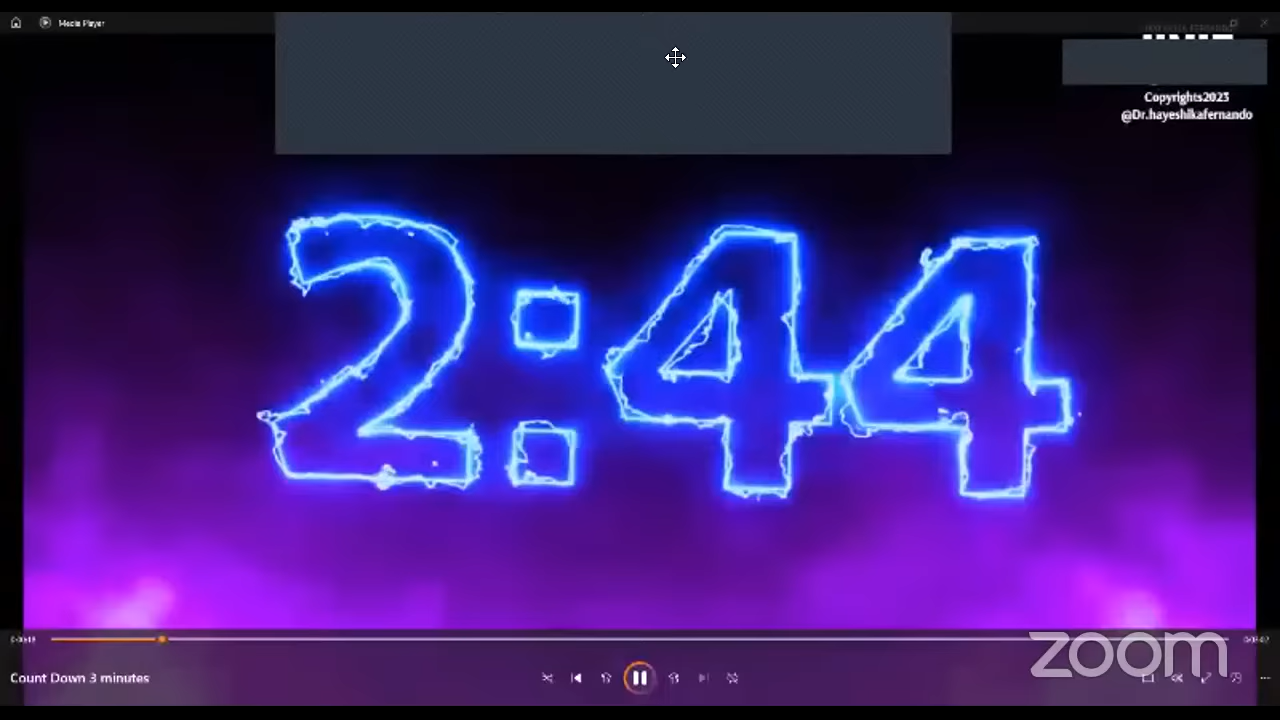 Media Player
Copyrights2023
@Dr.hayeshikafernando
2:44
zoom
Count Down 3 minutes